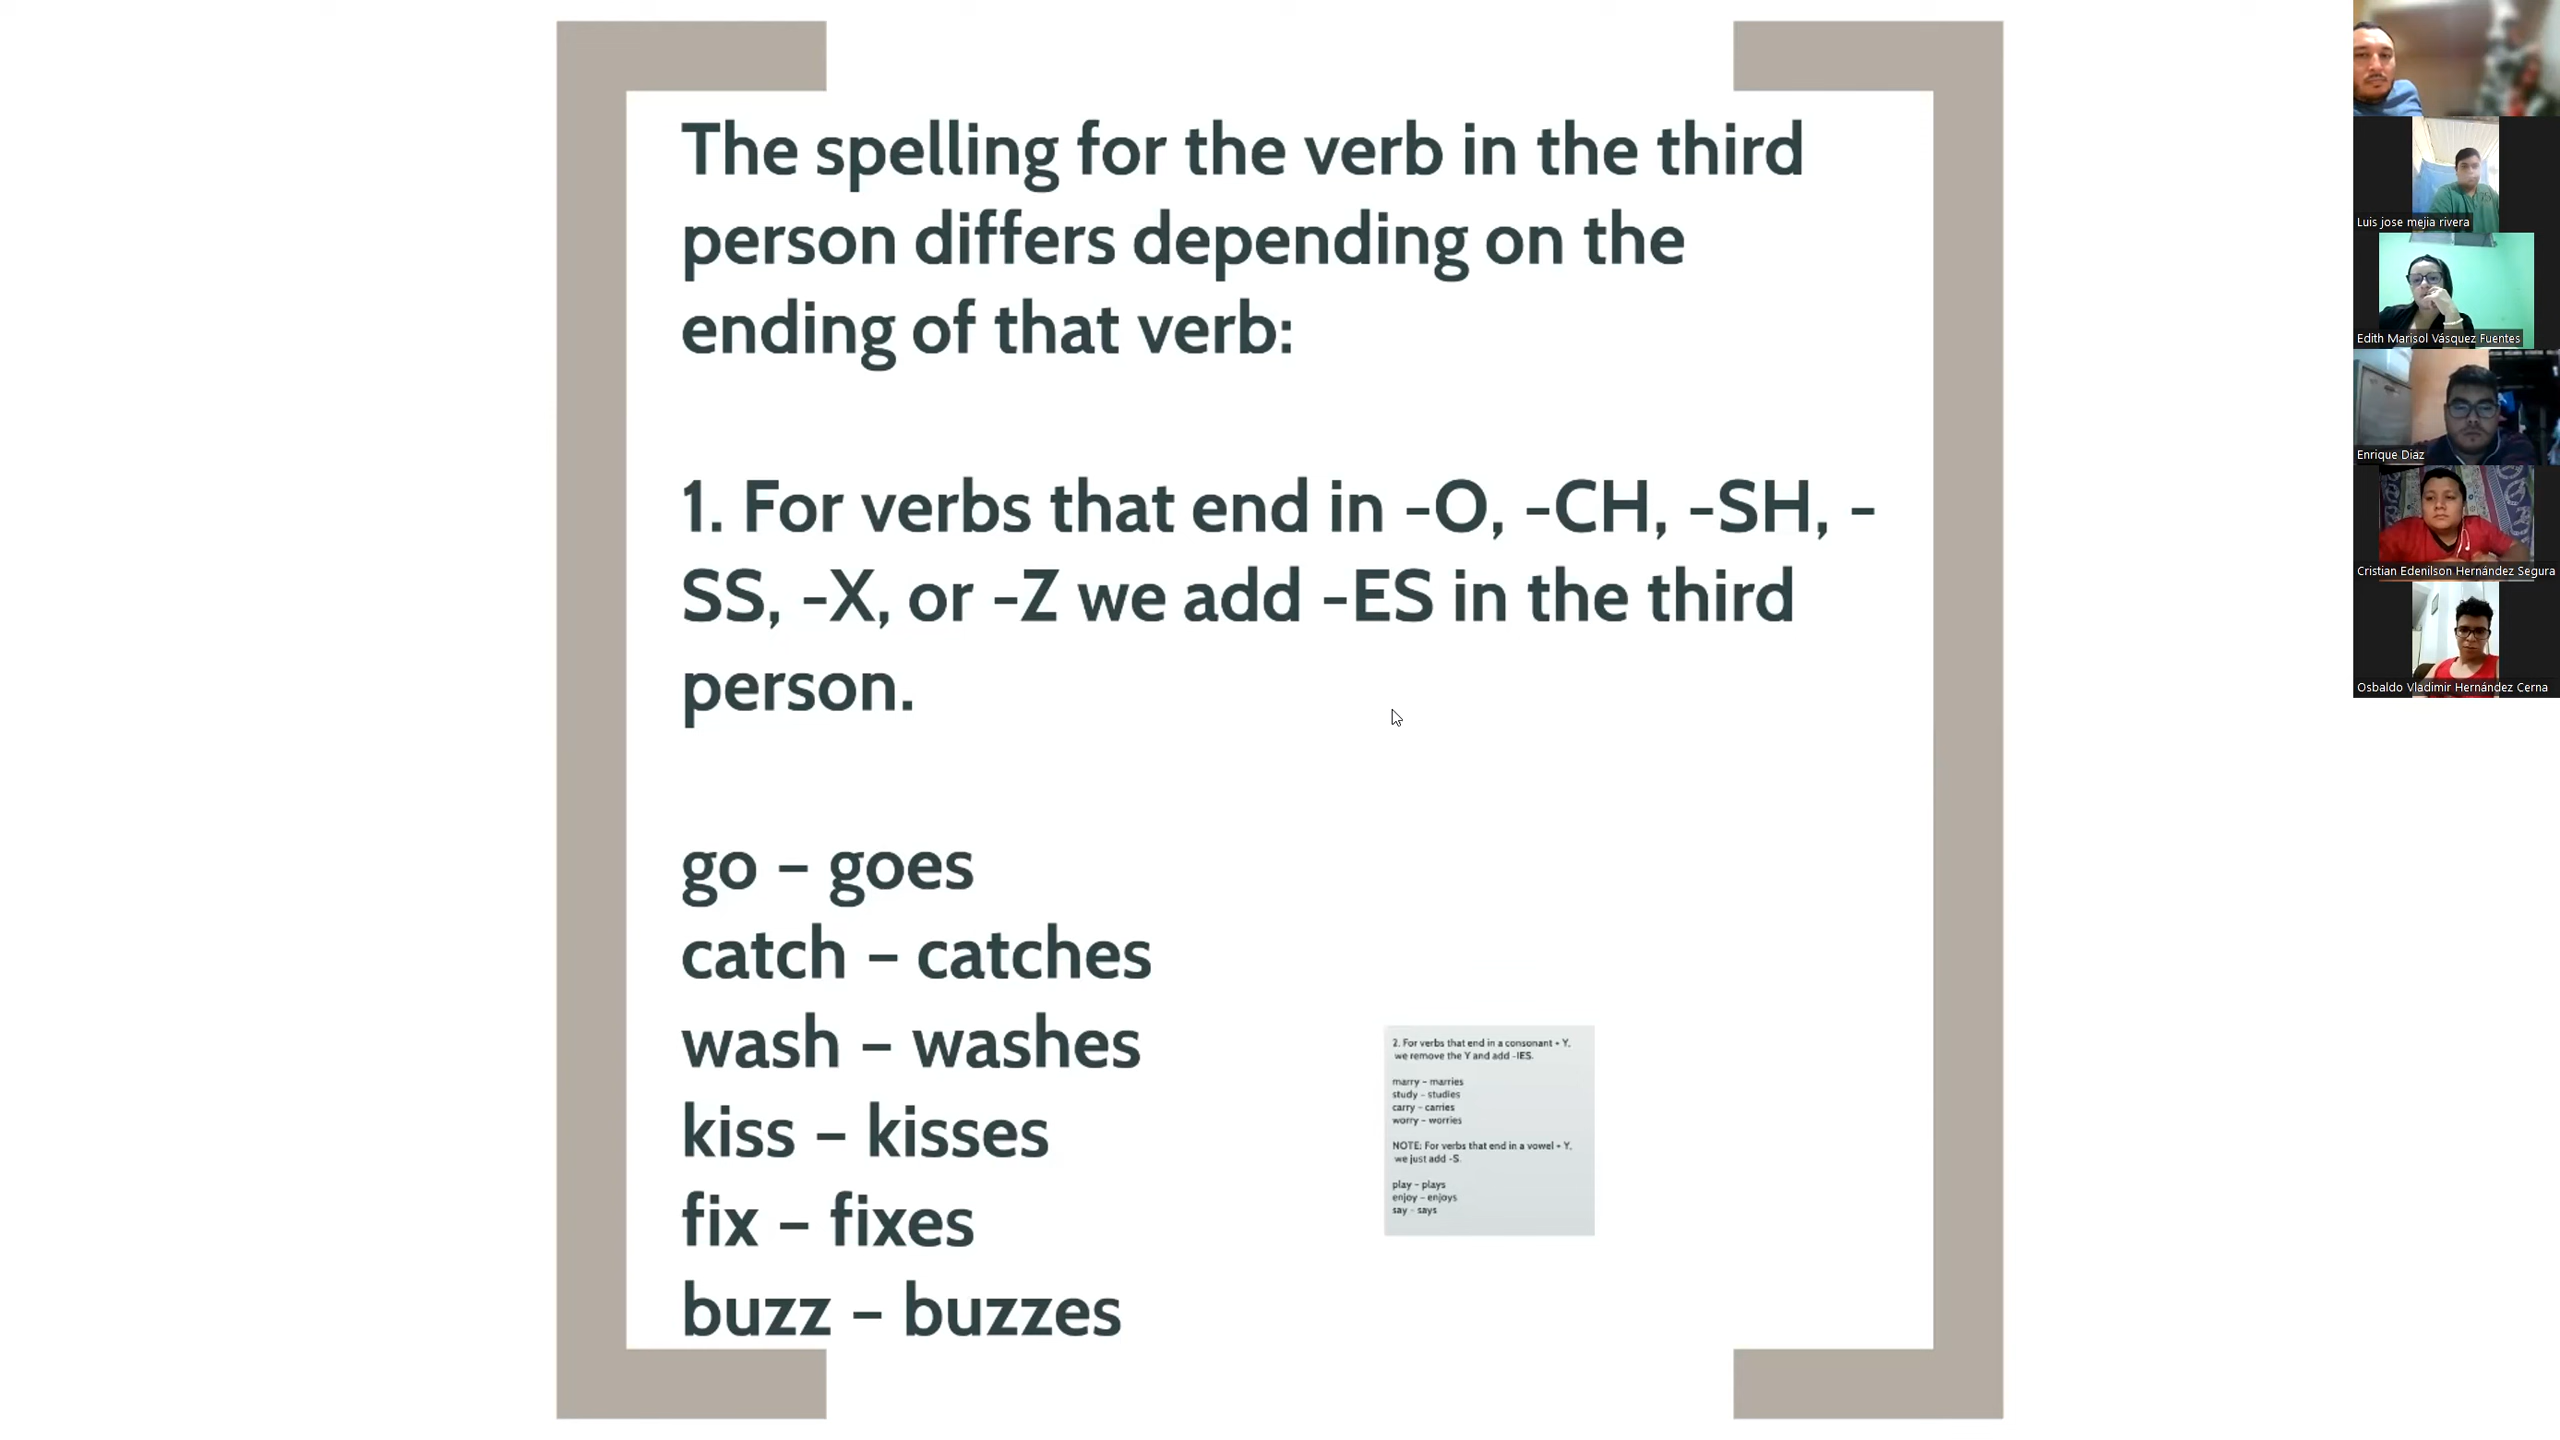 The spelling for the verb in the third
person differs depending on the
ending of that verb:
1. For verbs that end in -O, -CH, -SH, -
SS, -X, or -Z we add -ES in the third
person.
go – goes
catch – catches
wash – washes
kiss – kisses
fix – fixes
buzz – buzzes
2. For verbs that end in a consonant + Y,
we remove the Y and add -IES.
marry – marries
study – studies
carry – carries
worry – worries
NOTE: For verbs that end in a vowel + Y,
we just add -S.
play – plays
enjoy – enjoys
say – says
Luis jose mejia rivera
Edith Marisol Vásquez Fuentes
Enrique Diaz
Cristian Edenilson Hernández Segura
Osbaldo Vladimir Hernández Cerna